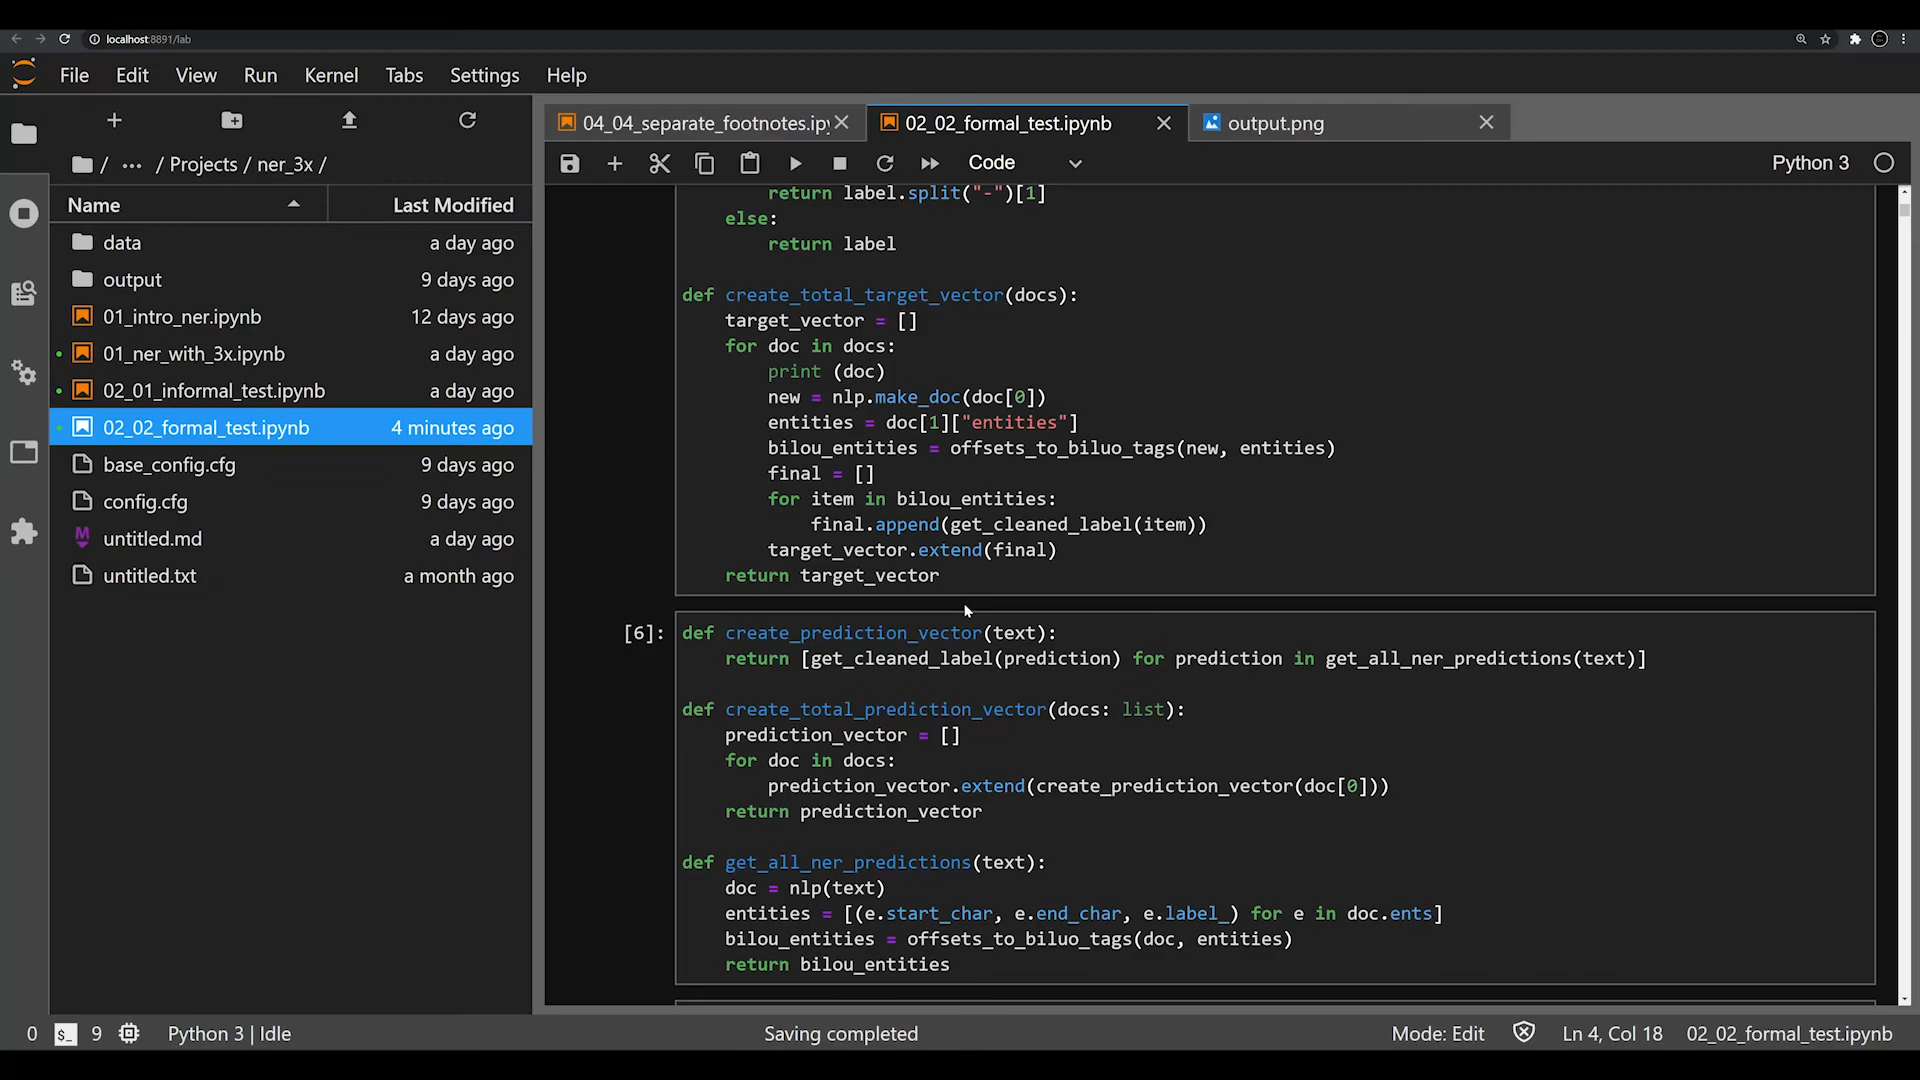 localhost:8891/lab
File Edit View Run Kernel Tabs Settings Help
04_04_separate_footnotes.ipy
02_02_formal_test.ipynb
output.png
/ ··· / Projects / ner_3x /
Code
Python 3
Name Last Modified
data a day ago
output 9 days ago
01_intro_ner.ipynb 12 days ago
01_ner_with_3x.ipynb a day ago
02_01_informal_test.ipynb a day ago
02_02_formal_test.ipynb 4 minutes ago
base_config.cfg 9 days ago
config.cfg 9 days ago
M untitled.md a day ago
untitled.txt a month ago
return label.split("-")[1]
else:
return label
def create_total_target_vector(docs):
target_vector = []
for doc in docs:
print (doc)
new = nlp.make_doc(doc[0])
entities = doc[1]["entities"]
bilou_entities = offsets_to_biluo_tags(new, entities)
final = []
for item in bilou_entities:
final.append(get_cleaned_label(item))
target_vector.extend(final)
return target_vector
[6]: def create_prediction_vector(text):
return [get_cleaned_label(prediction) for prediction in get_all_ner_predictions(text)]
def create_total_prediction_vector(docs: list):
prediction_vector = []
for doc in docs:
prediction_vector.extend(create_prediction_vector(doc[0]))
return prediction_vector
def get_all_ner_predictions(text):
doc = nlp(text)
entities = [(e.start_char, e.end_char, e.label_) for e in doc.ents]
bilou_entities = offsets_to_biluo_tags(doc, entities)
return bilou_entities
0 $_ 9 Python 3 | Idle Saving completed Mode: Edit Ln 4, Col 18 02_02_formal_test.ipynb